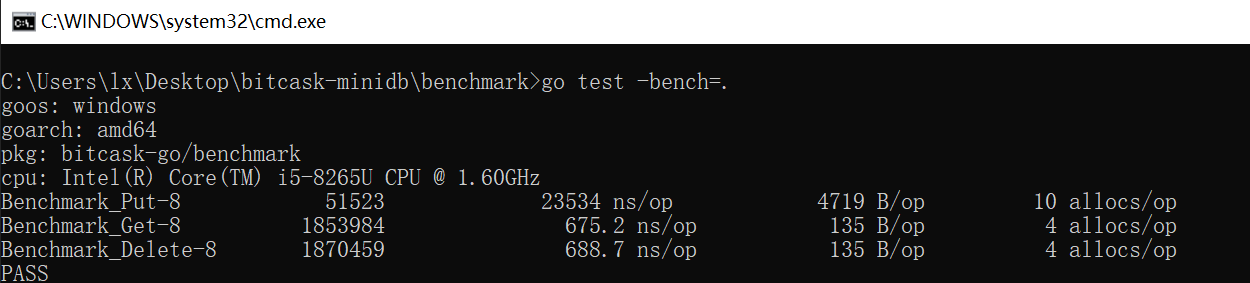 C:\WINDOWS\system32\cmd.exe
C:\Users\lx\Desktop\bitcask-minidb\benchmark>go test -bench=.
goos: windows
goarch: amd64
pkg: bitcask-go/benchmark
cpu: Intel(R) Core(TM) i5-8265U CPU @ 1.60GHz
Benchmark_Put-8 51523 23534 ns/op 4719 B/op 10 allocs/op
Benchmark_Get-8 1853984 675.2 ns/op 135 B/op 4 allocs/op
Benchmark_Delete-8 1870459 688.7 ns/op 135 B/op 4 allocs/op
PASS